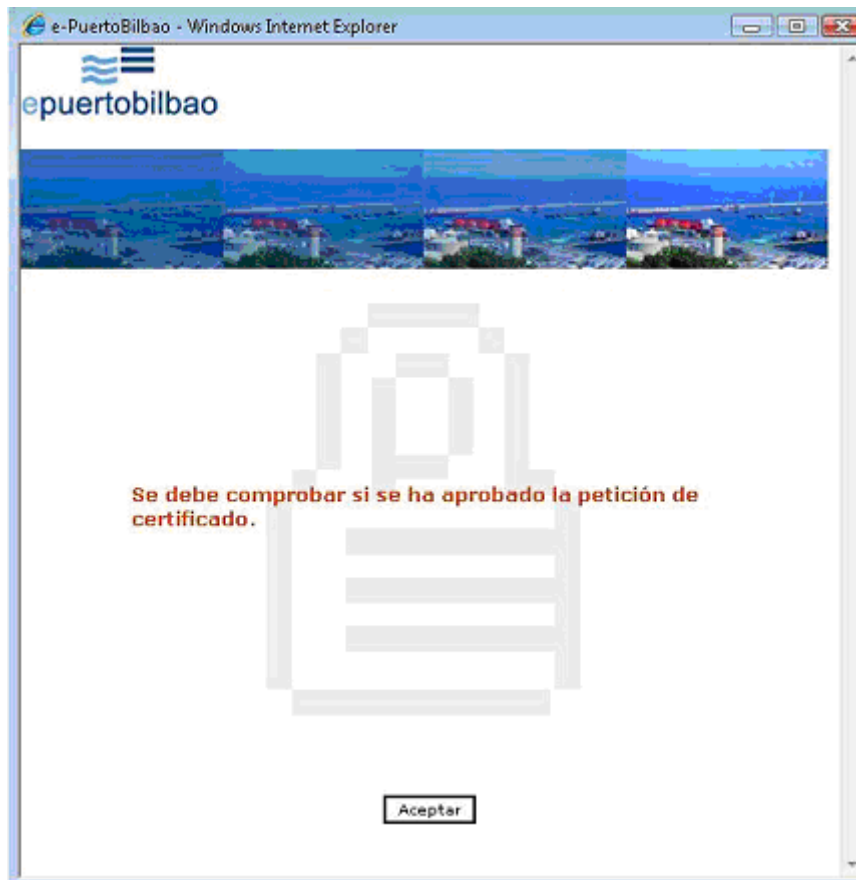 e-PuertoBilbao - Windows Internet Explorer
epuertobilbao
Se debe comprobar si se ha aprobado la petición de
certificado.
Aceptar